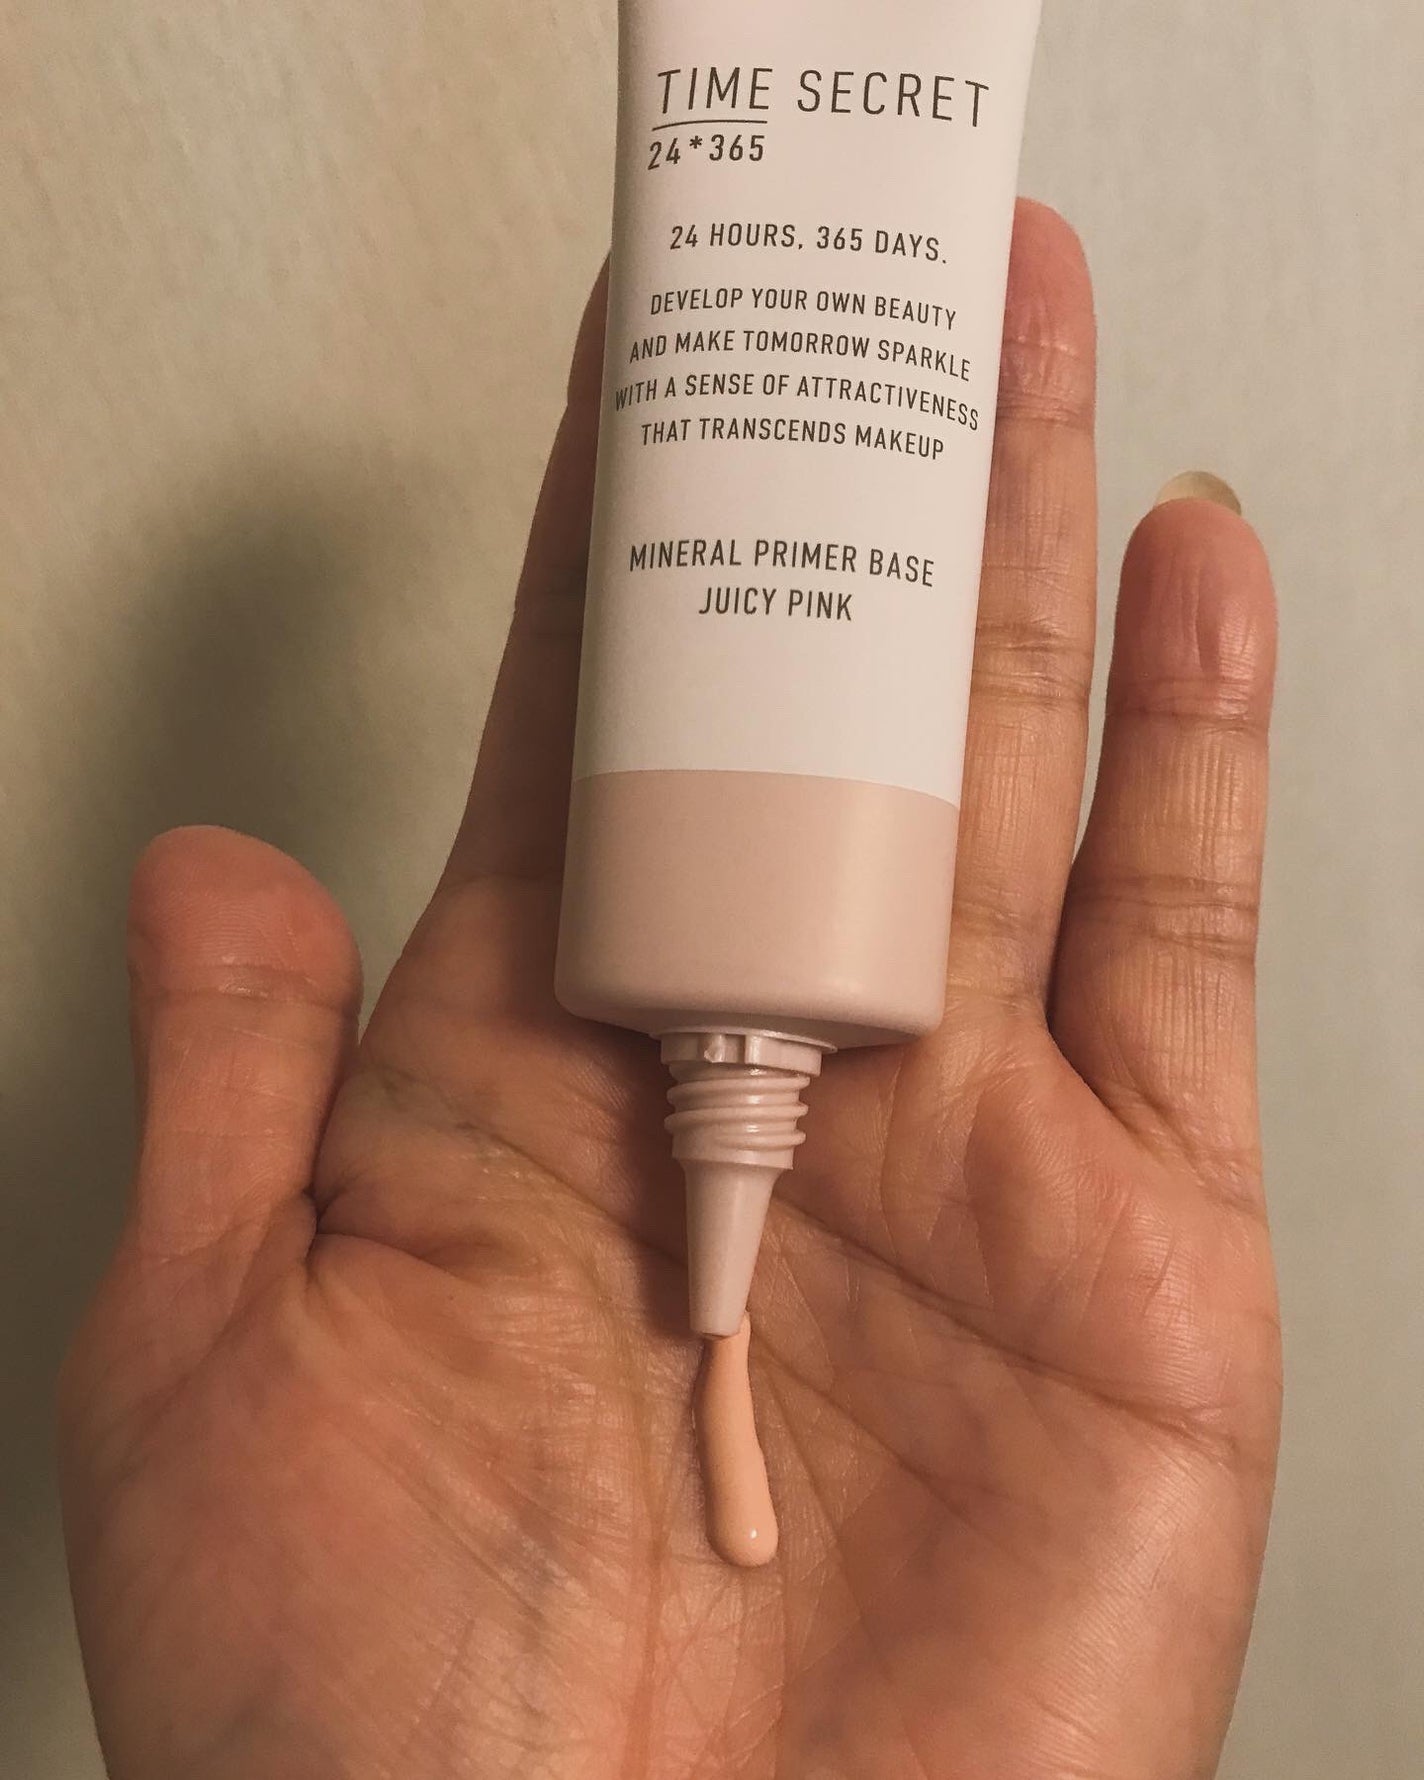 TIME SECRET
24*365
24 HOURS, 365 DAYS.
DEVELOP YOUR OWN BEAUTY
AND MAKE TOMORROW SPARKLE
WITH A SENSE OF ATTRACTIVENESS
THAT TRANSCENDS MAKEUP
MINERAL PRIMER BASE
JUICY PINK